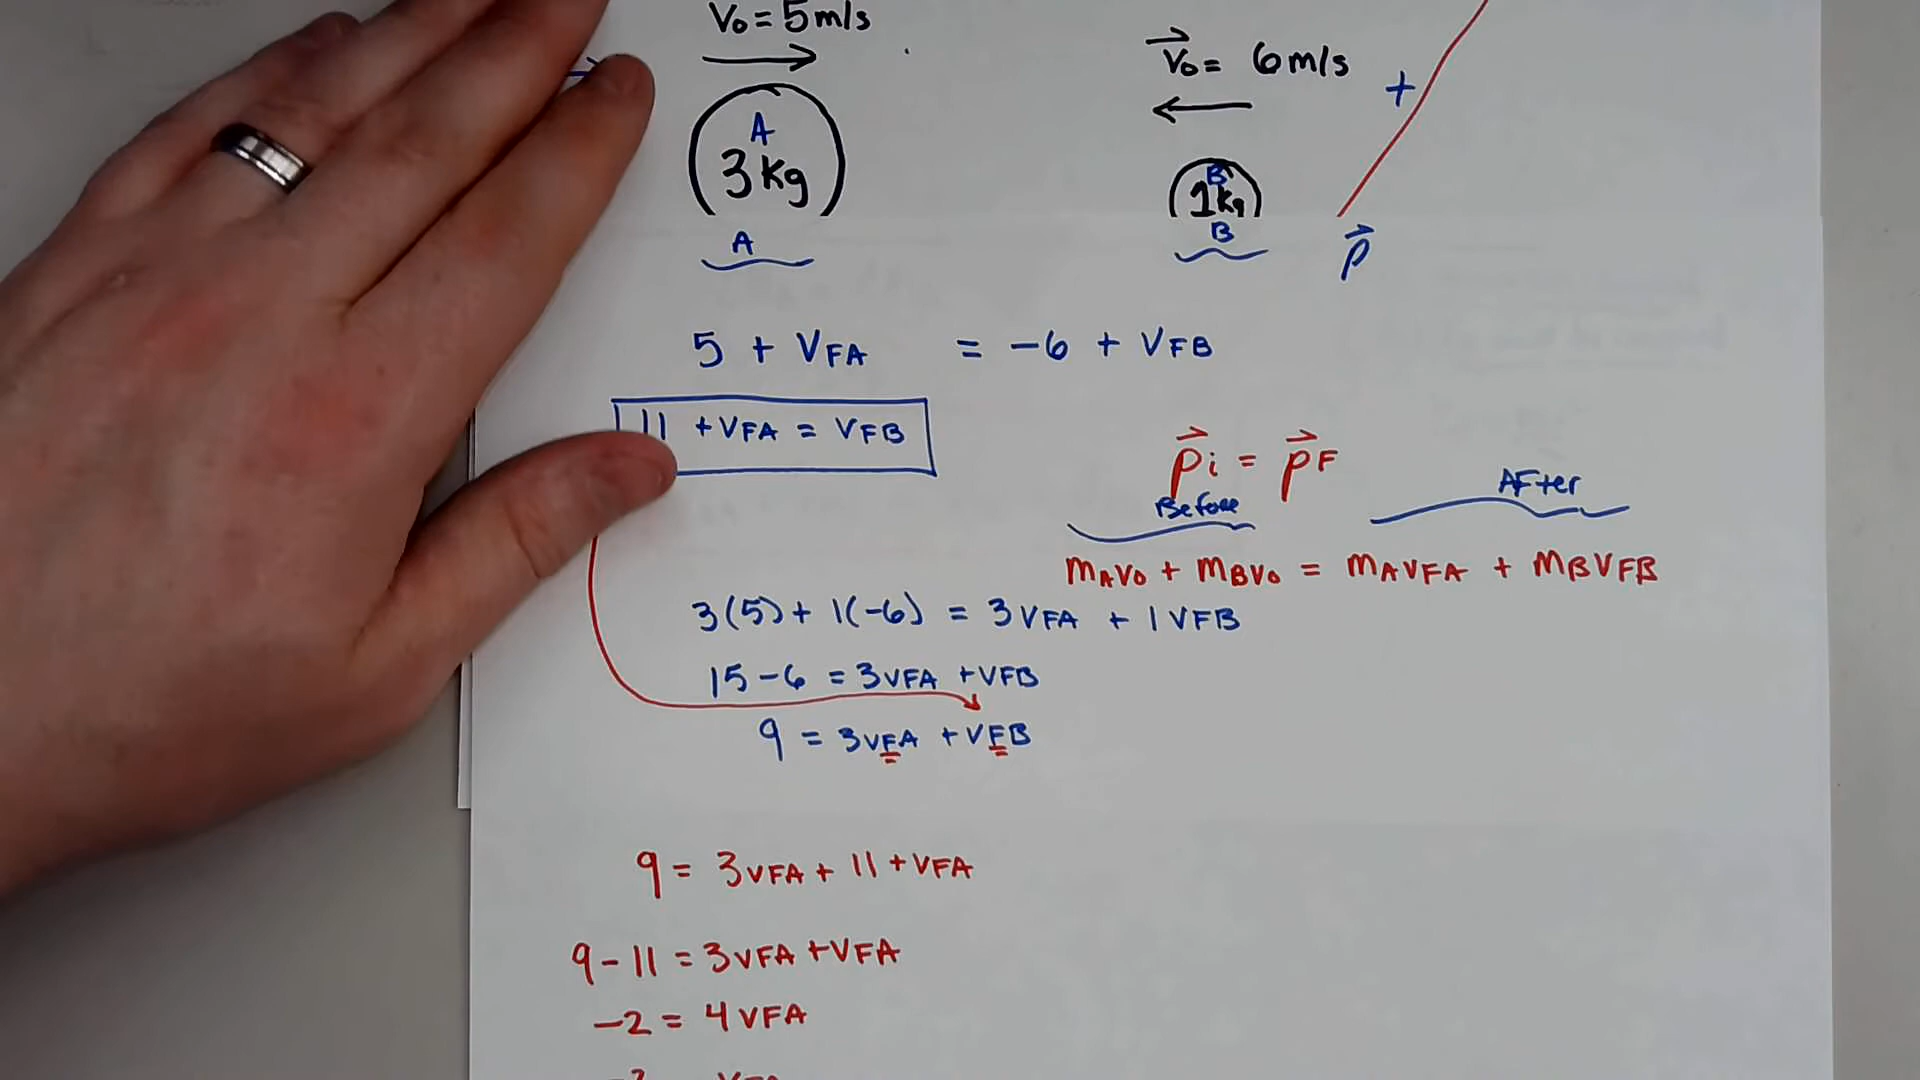 V₀ = 5 m/s
V₀ = 6 m/s
+
A
3 kg
B
1 kg
A
B
p
5 + VFA = -6 + VFB
11 + VFA = VFB
pi = pF
Before
AFter
mAV₀ + mBV₀ = mAVFA + mBVFB
3(5) + 1(-6) = 3VFA + 1VFB
15 - 6 = 3VFA + VFB
9 = 3VFA + VFB
9 = 3VFA + 11 + VFA
9 - 11 = 3VFA + VFA
-2 = 4VFA